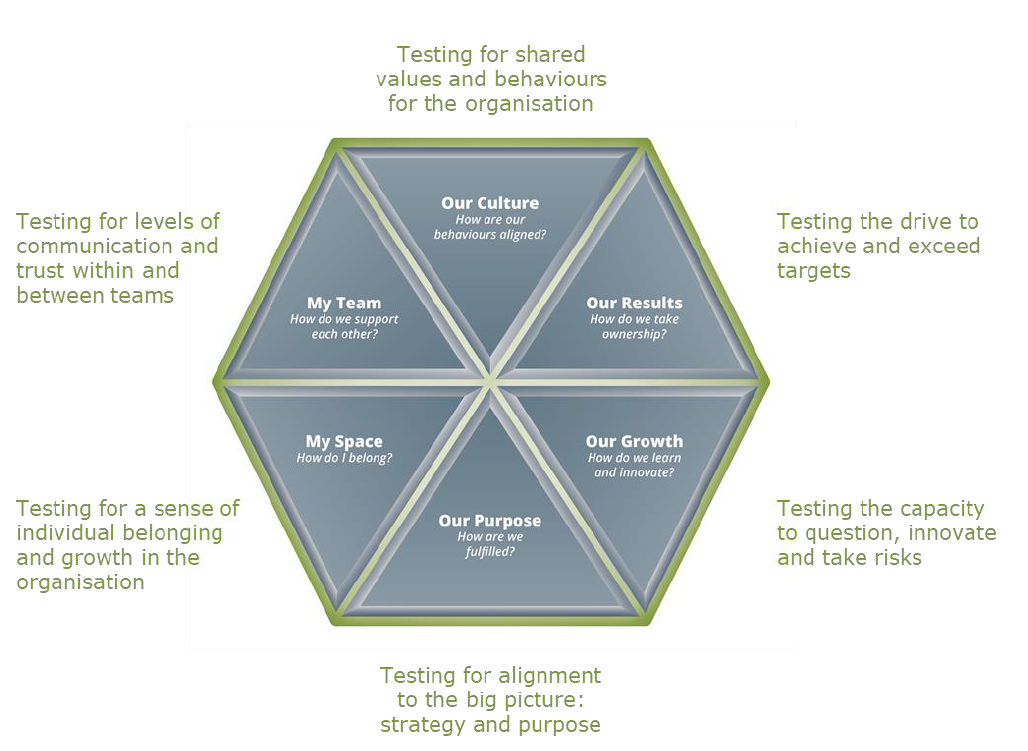 Testing for shared
values and behaviours
for the organisation
Testing for levels of
communication and
trust within and
between teams
Our Culture
How are our
behaviours aligned?
Testing the drive to
achieve and exceed
targets
My Team
How do we support
each other?
Our Results
How do we take
ownership?
My Space
How do I belong?
Our Growth
How do we learn
and innovate?
Testing for a sense of
individual belonging
and growth in the
organisation
Our Purpose
How are we
fulfilled?
Testing the capacity
to question, innovate
and take risks
Testing for alignment
to the big picture:
strategy and purpose